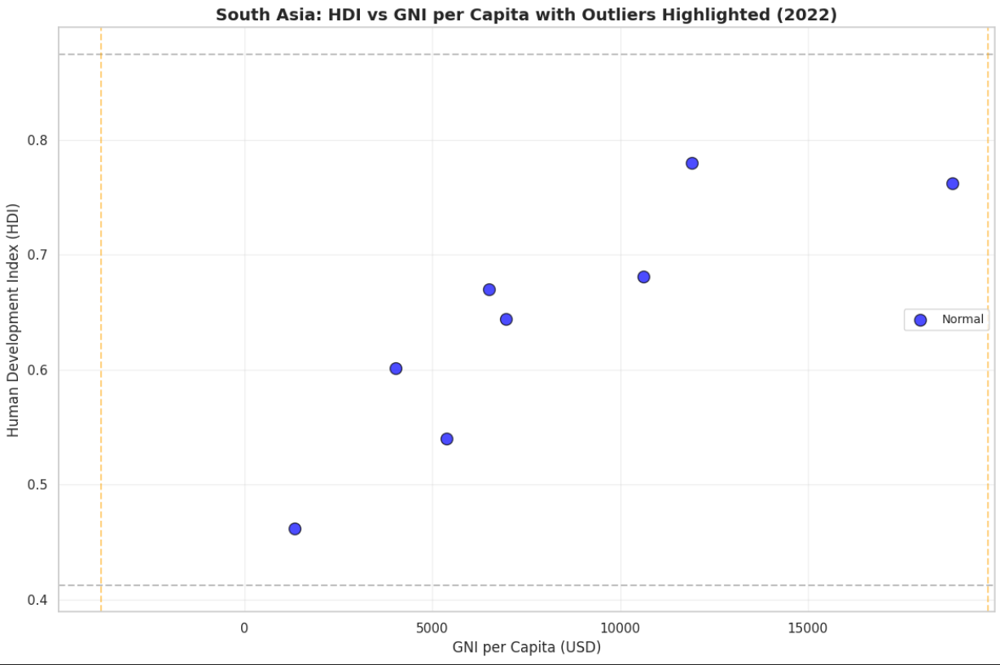 South Asia: HDI vs GNI per Capita with Outliers Highlighted (2022)
Human Development Index (HDI)
0.8
0.7
0.6
0.5
0.4
Normal
0
5000
10000
15000
GNI per Capita (USD)